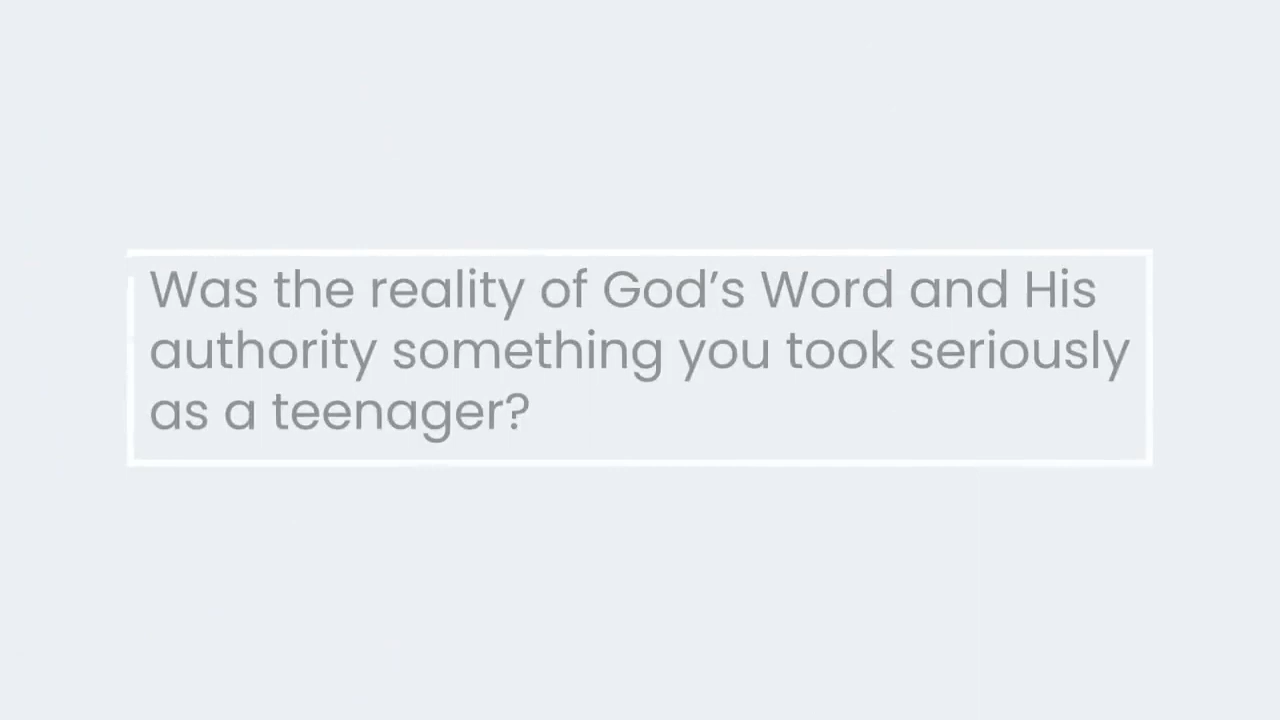 Was the reality of God’s Word and His
authority something you took seriously
as a teenager?